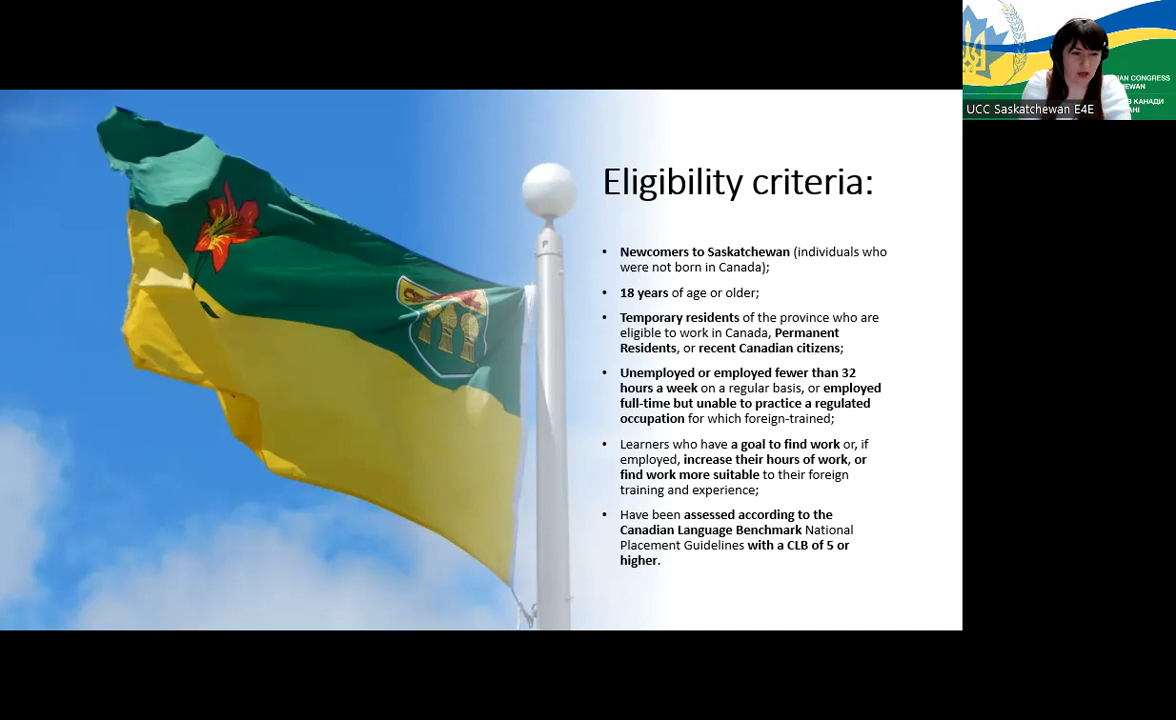 Eligibility criteria:
• Newcomers to Saskatchewan (individuals who
were not born in Canada);
• 18 years of age or older;
• Temporary residents of the province who are
eligible to work in Canada, Permanent
Residents, or recent Canadian citizens;
• Unemployed or employed fewer than 32
hours a week on a regular basis, or employed
full-time but unable to practice a regulated
occupation for which foreign-trained;
• Learners who have a goal to find work or, if
employed, increase their hours of work, or
find work more suitable to their foreign
training and experience;
• Have been assessed according to the
Canadian Language Benchmark National
Placement Guidelines with a CLB of 5 or
higher.
CONGRESS
КАНАДИ
UCC Saskatchewan E4E